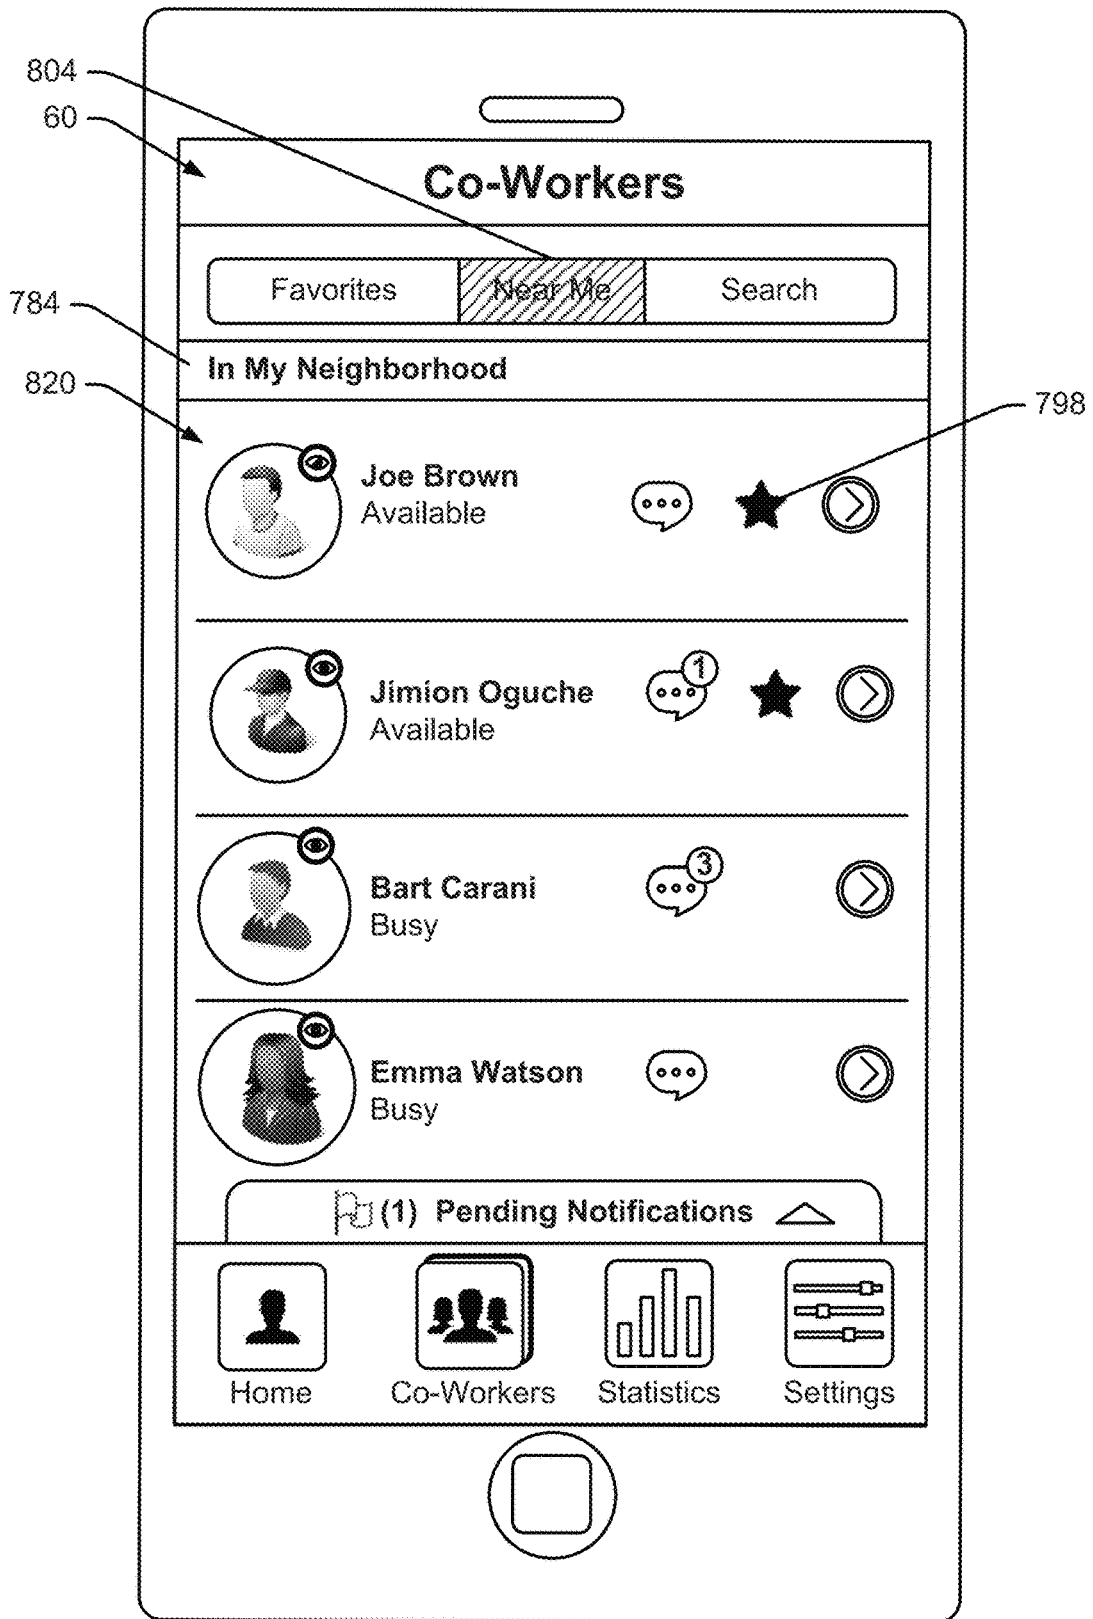 804
60
Co-Workers
Favorites Near Me Search
784
In My Neighborhood
820
798
Joe Brown
Available
1
Jimion Oguche
Available
3
Bart Carani
Busy
Emma Watson
Busy
(1) Pending Notifications
Home Co-Workers Statistics Settings